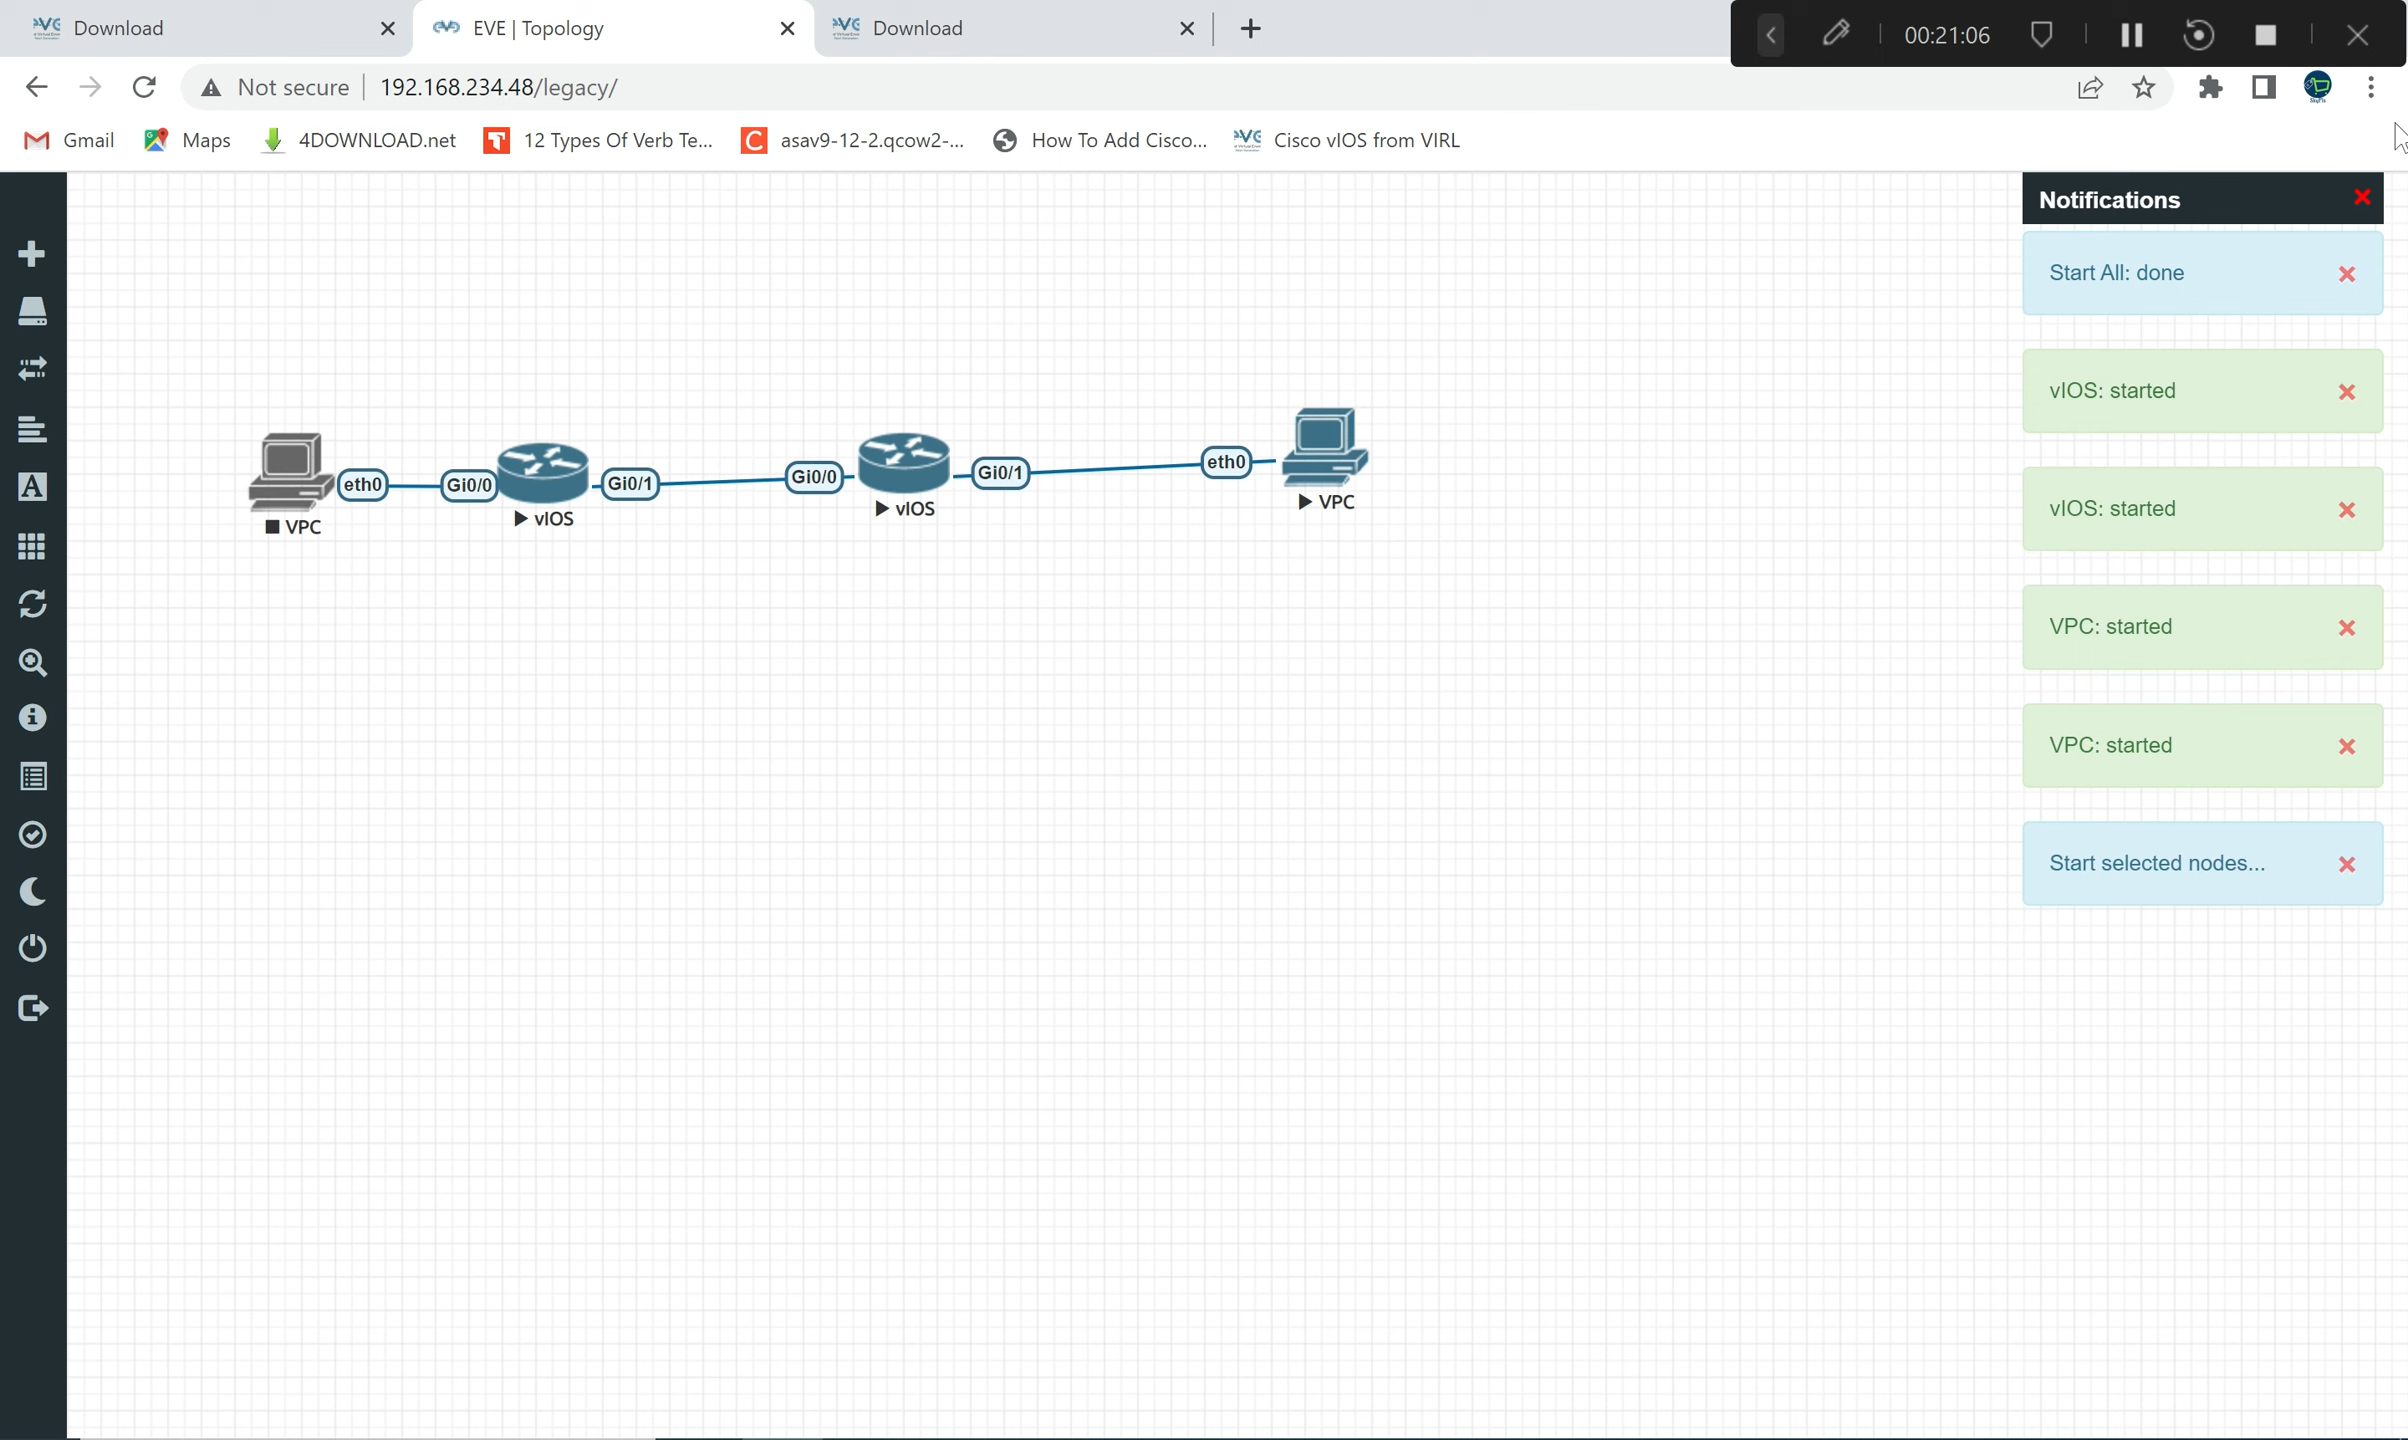 Download
EVE | Topology
Download
00:21:06
Not secure
192.168.234.48/legacy/
Gmail
Maps
4DOWNLOAD.net
12 Types Of Verb Te...
asav9-12-2.qcow2-...
How To Add Cisco...
Cisco vIOS from VIRL
Notifications
Start All: done
vIOS: started
vIOS: started
VPC: started
VPC: started
Start selected nodes...
eth0
Gi0/0
Gi0/1
Gi0/0
Gi0/1
eth0
VPC
vIOS
vIOS
VPC